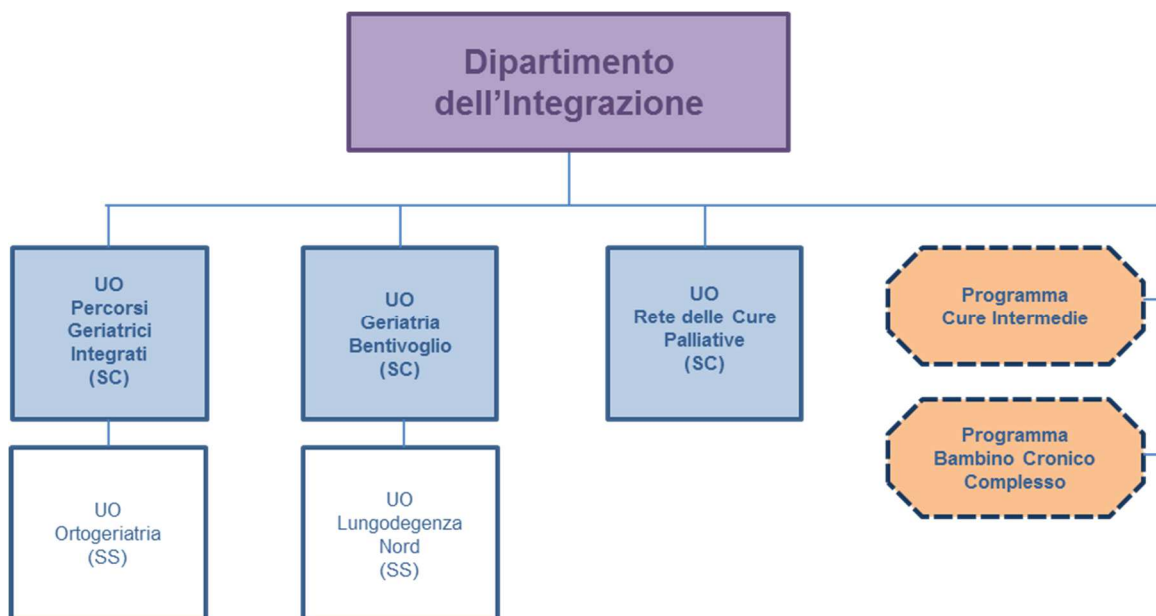 Dipartimento
dell’Integrazione
UO
Percorsi
Geriatrici
Integrati
(SC)
UO
Geriatria
Bentivoglio
(SC)
UO
Rete delle Cure
Palliative
(SC)
Programma
Cure Intermedie
Programma
Bambino Cronico
Complesso
UO
Ortogeriatria
(SS)
UO
Lungodegenza
Nord
(SS)